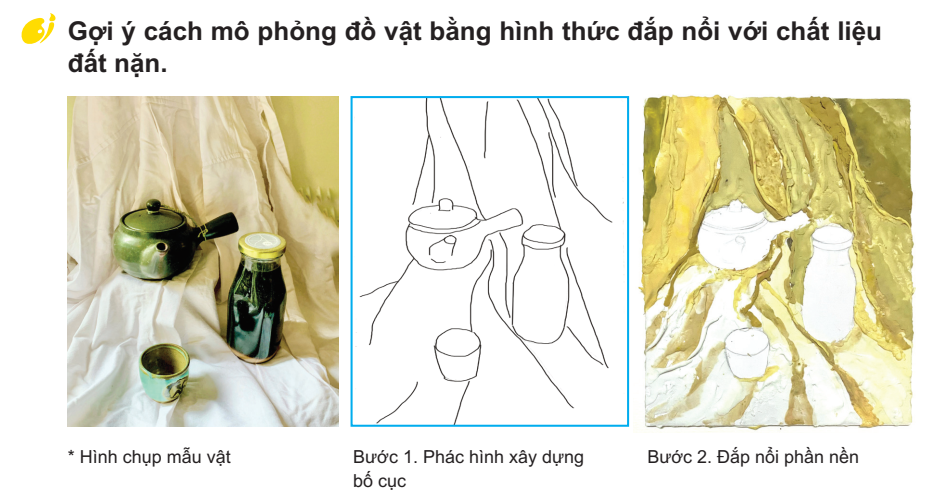 Gợi ý cách mô phỏng đồ vật bằng hình thức đắp nổi với chất liệu
đất nặn.
* Hình chụp mẫu vật
Bước 1. Phác hình xây dựng
bố cục
Bước 2. Đắp nổi phần nền